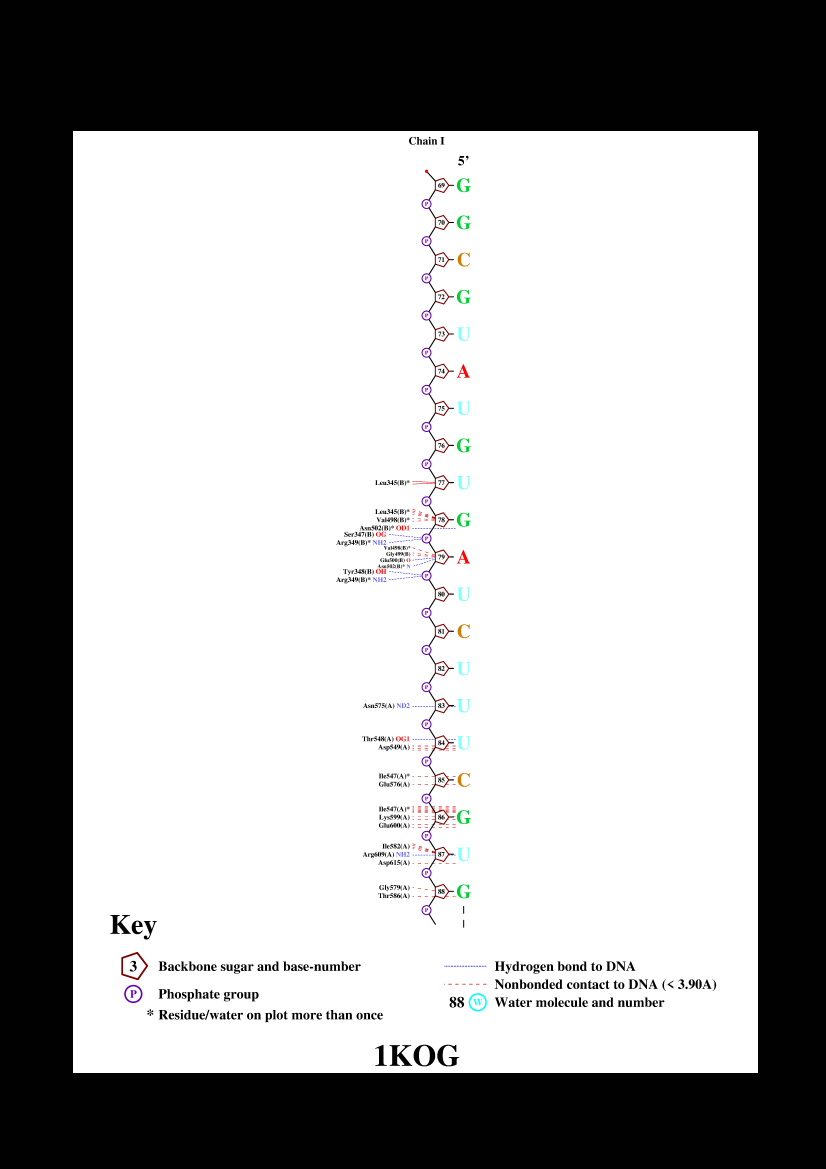 Chain I
5’
69 G
P
70 G
P
71 C
P
72 G
P
73 U
P
74 A
P
75 U
P
76 G
P
Leu345(B)* 77 U
P
Leu345(B)*
Val498(B)* 78 G
Asn502(B)* OD1
Ser347(B) OG P
Arg349(B)* NH2
Val498(B)*
Gly499(B) 79 A
Glu500(B) O
Asn502(B)* N
Tyr348(B) OH P
Arg349(B)* NH2
80 U
P
81 C
P
82 U
P
Asn575(A) ND2 83 U
P
Thr548(A) OG1 84 U
Asp549(A)
P
Ile547(A)* 85 C
Glu576(A)
P
Ile547(A)*
Lys599(A) 86 G
Glu600(A)
P
Ile582(A)
Arg609(A) NH2 87 U
Asp615(A)
P
Gly579(A) 88 G
Thr586(A)
P
Key
3 Backbone sugar and base-number
P Phosphate group
* Residue/water on plot more than once
Hydrogen bond to DNA
Nonbonded contact to DNA (< 3.90A)
88 W Water molecule and number
1KOG